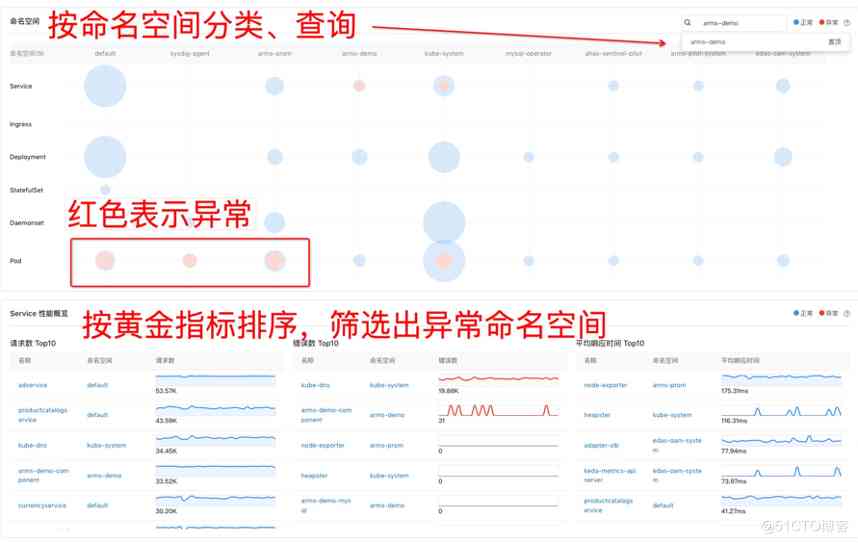 命名空间
按命名空间分类、查询
arms-demo
正常 异常
arms-demo 置顶
命名空间(9) default sysdig-agent arms-prom arms-demo kube-system mysql-operator ahas-sentinel-pilot arms-pilot-system edas-oam-system
Service
Ingress
Deployment
StatefulSet
红色表示异常
Daemonset
Pod
Service 性能概览
正常 异常
按黄金指标排序，筛选出异常命名空间
请求数 Top10
名称 命名空间 请求数
adservice default 53.57K
productcatalogservice default 43.59K
kube-dns kube-system 34.45K
arms-demo-component arms-demo 33.52K
currencyservice default 30.20K
错误数 Top10
名称 命名空间 错误数
kube-dns kube-system 19.88K
arms-demo-component arms-demo 31
node-exporter arms-prom 0
heapster kube-system 0
arms-demo-mysql arms-demo 0
平均响应时间 Top10
名称 命名空间 平均响应时间
node-exporter arms-prom 175.31ms
heapster kube-system 116.31ms
adapter-slb edas-oam-system 77.94ms
keda-metrics-apiserver edas-oam-system 73.87ms
productcatalogservice default 41.27ms
@51CTO博客